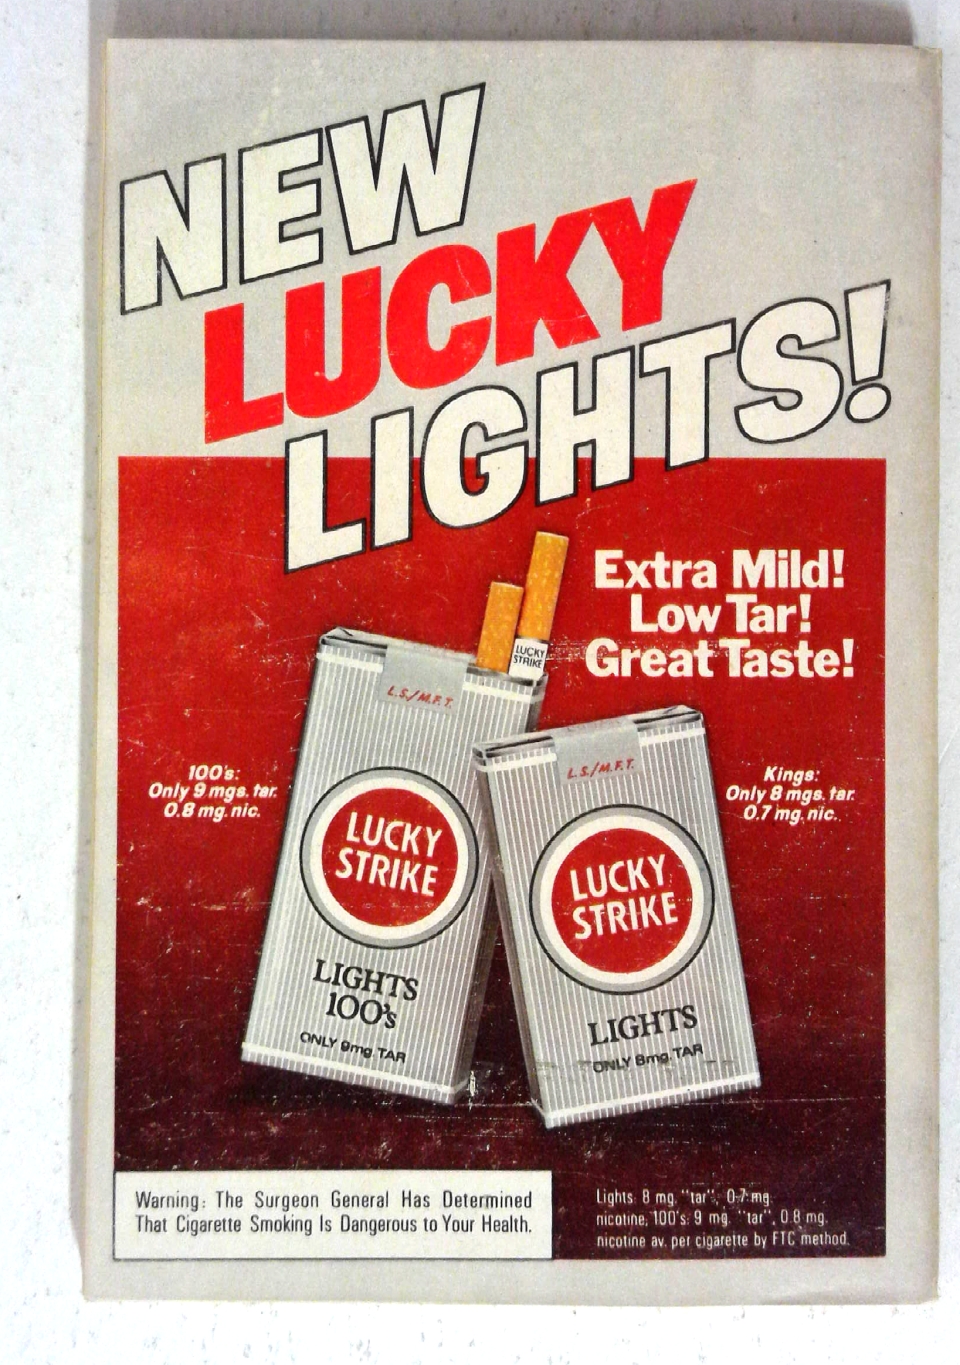 NEW
LUCKY
LIGHTS!
Extra Mild!
Low Tar!
Great Taste!
LUCKY
STRIKE
L.S./M.F.T.
L.S./M.F.T.
100's:
Only 9 mgs. tar.
0.8 mg. nic.
Kings:
Only 8 mgs. tar.
0.7 mg. nic.
LUCKY
STRIKE
LIGHTS
100's
ONLY 9mg. TAR
LUCKY
STRIKE
LIGHTS
ONLY 8mg. TAR
Warning: The Surgeon General Has Determined
That Cigarette Smoking Is Dangerous to Your Health.
Lights: 8 mg. "tar", 0.7 mg.
nicotine; 100's: 9 mg. "tar", 0.8 mg.
nicotine av. per cigarette by FTC method.